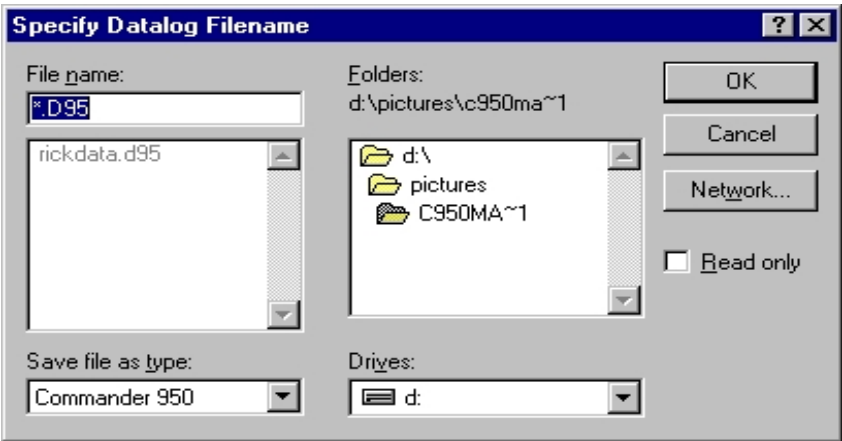 Specify Datalog Filename
File name:
*.D95
rickdata.d95
Save file as type:
Commander 950
Folders:
d:\pictures\c950ma~1
d:\
pictures
C950MA~1
Drives:
d:
OK
Cancel
Network...
Read only